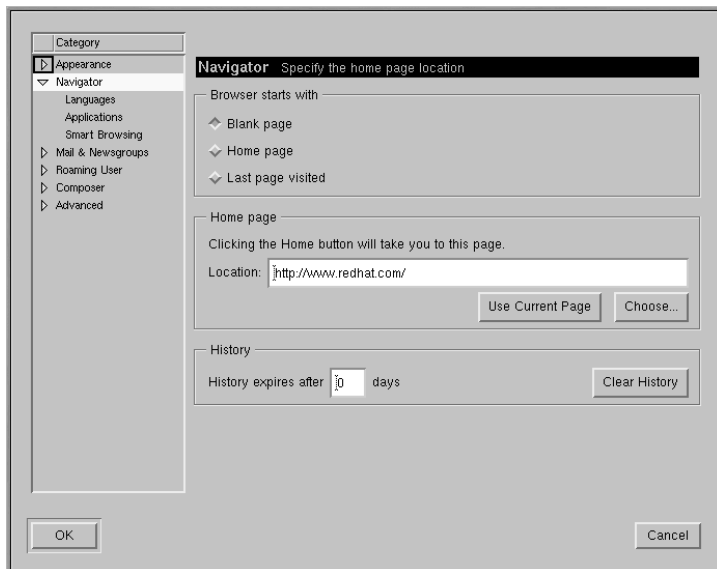 Category
Appearance
Navigator
Languages
Applications
Smart Browsing
Mail & Newsgroups
Roaming User
Composer
Advanced
Navigator Specify the home page location
Browser starts with
Blank page
Home page
Last page visited
Home page
Clicking the Home button will take you to this page.
Location: http://www.redhat.com/
Use Current Page Choose...
History
History expires after 0 days Clear History
OK Cancel